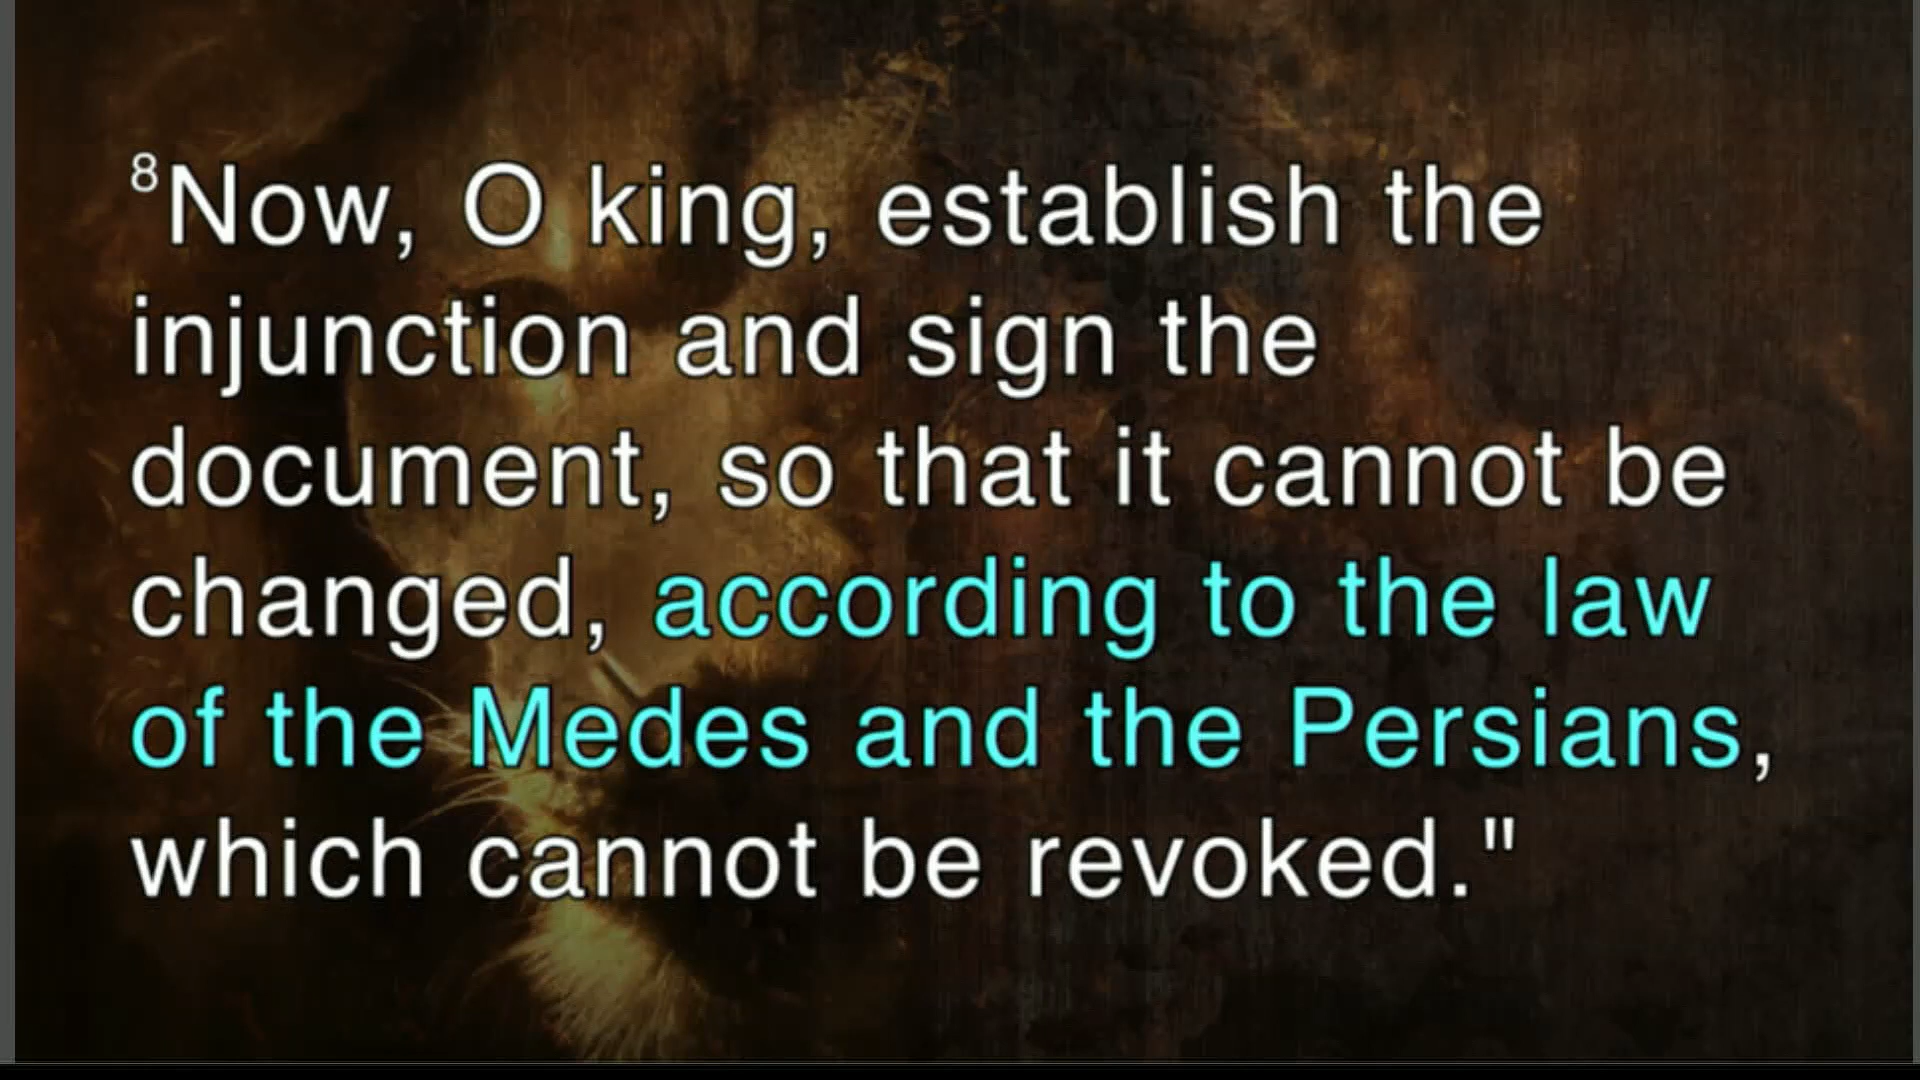 ⁸Now, O king, establish the
injunction and sign the
document, so that it cannot be
changed, according to the law
of the Medes and the Persians,
which cannot be revoked."